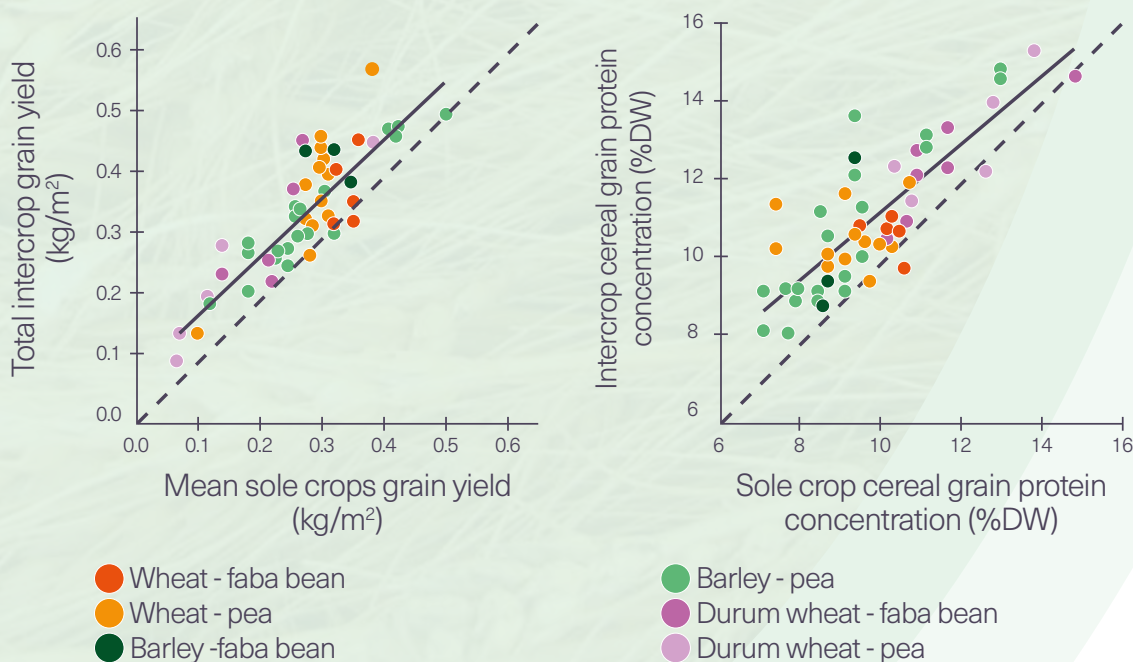 Total intercrop grain yield
(kg/m²)
0.6
0.5
0.4
0.3
0.2
0.1
0.0
0.0 0.1 0.2 0.3 0.4 0.5 0.6
Mean sole crops grain yield
(kg/m²)
Intercrop cereal grain protein
concentration (%DW)
16
14
12
10
8
6
6 8 10 12 14 16
Sole crop cereal grain protein
concentration (%DW)
Wheat - faba bean
Wheat - pea
Barley -faba bean
Barley - pea
Durum wheat - faba bean
Durum wheat - pea